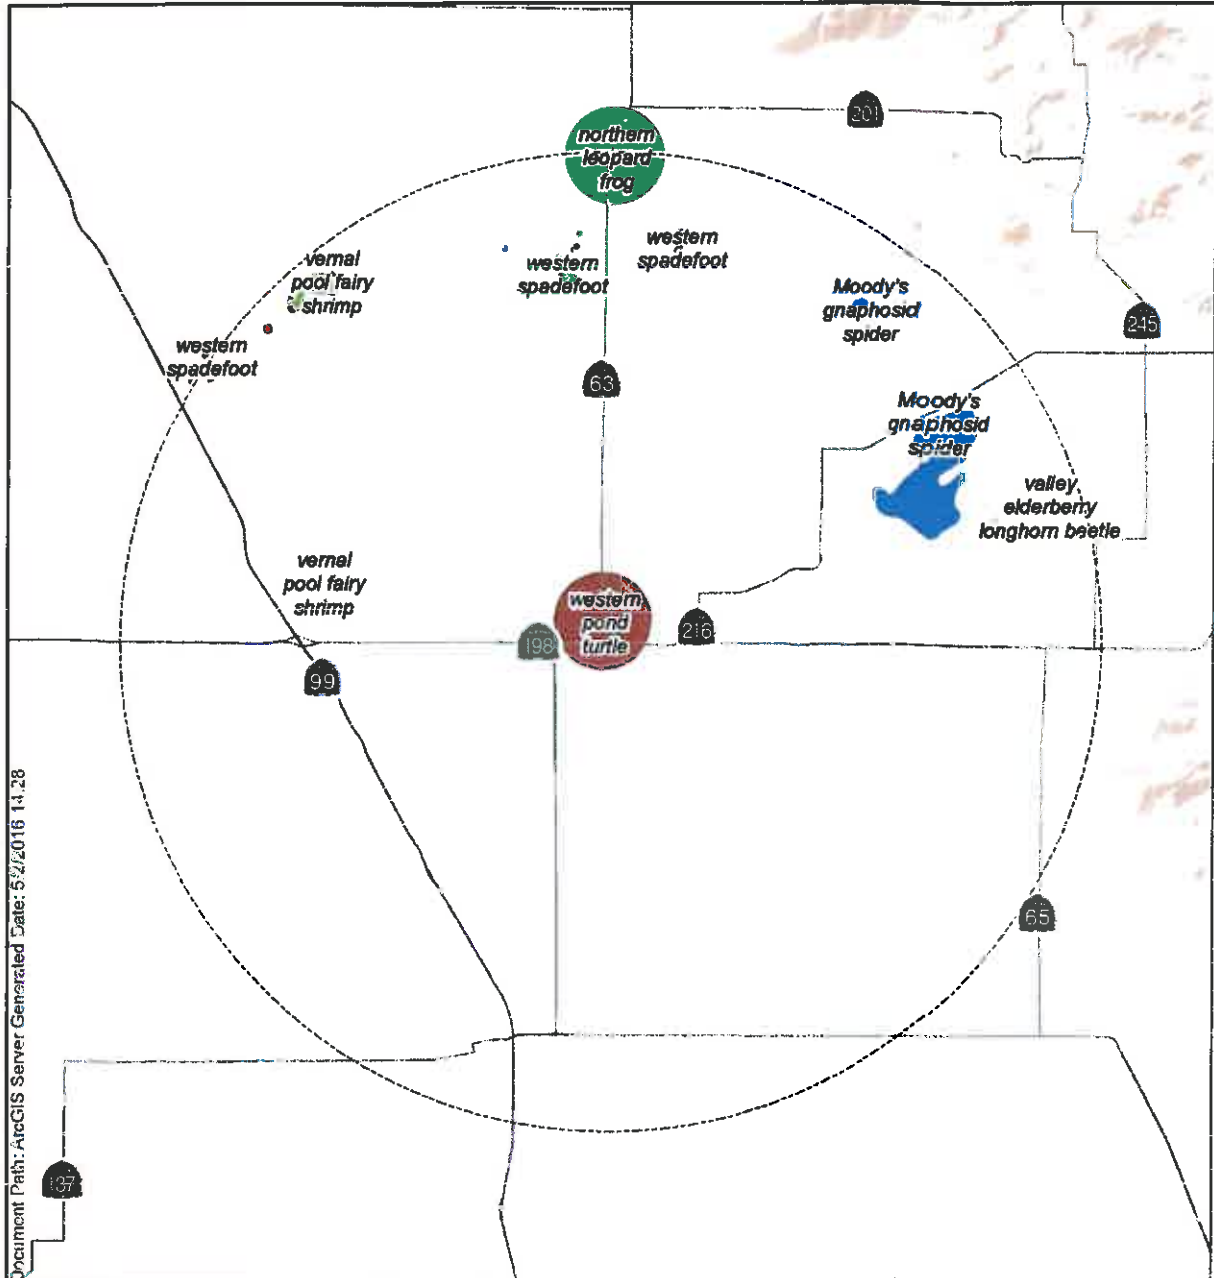 201
northern
leopard
frog
western
spadefoot
western
spadefoot
vernal
pool fairy
shrimp
Moody's
gnaphosid
spider
245
western
spadefoot
63
Moody's
gnaphosid
spider
valley
elderberry
longhorn beetle
vernal
pool fairy
shrimp
western
pond
turtle
198
216
99
65
137
Document Path: ArcGIS Server Generated Date: 5/2/2016 14:28